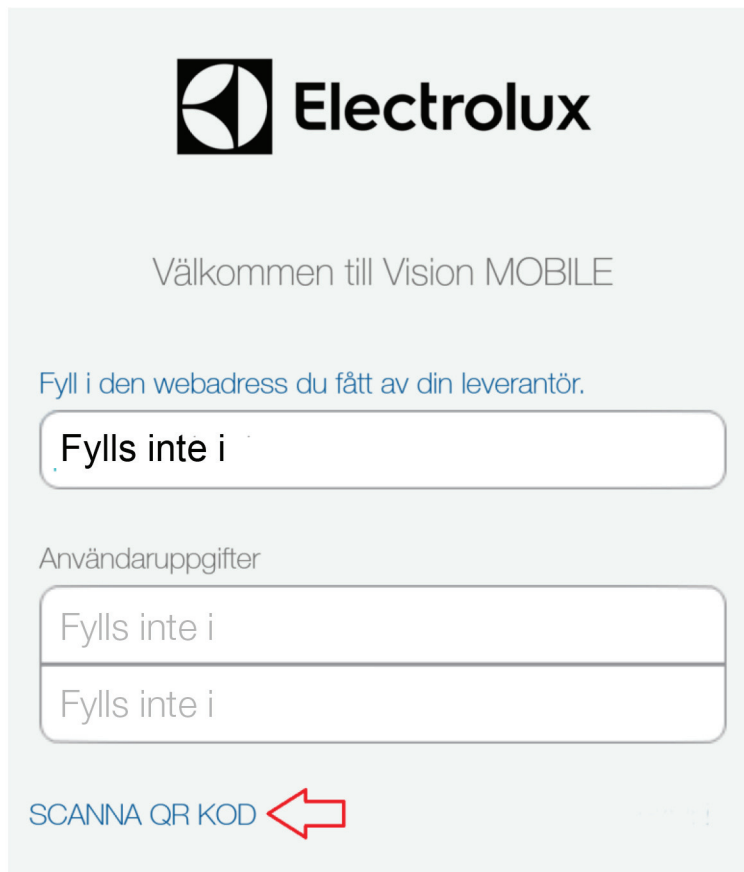 Electrolux
Välkommen till Vision MOBILE
Fyll i den webadress du fått av din leverantör.
Fylls inte i
Användaruppgifter
Fylls inte i
Fylls inte i
SCANNA QR KOD